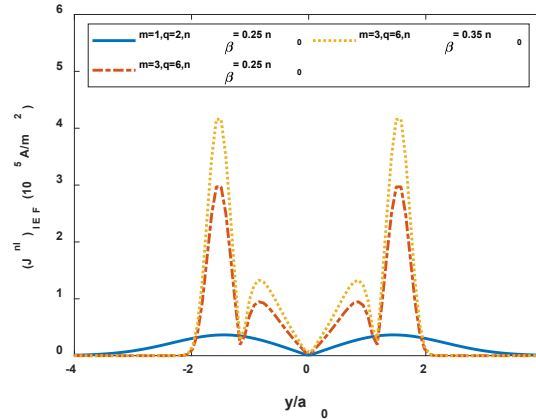 6
5
4
3
2
1
0
-4
-2
0
2
(J nl) IEF (10 5 A/m 2)
y/a 0
m=1,q=2,n β = 0.25 n 0
m=3,q=6,n β = 0.25 n 0
m=3,q=6,n β = 0.35 n 0